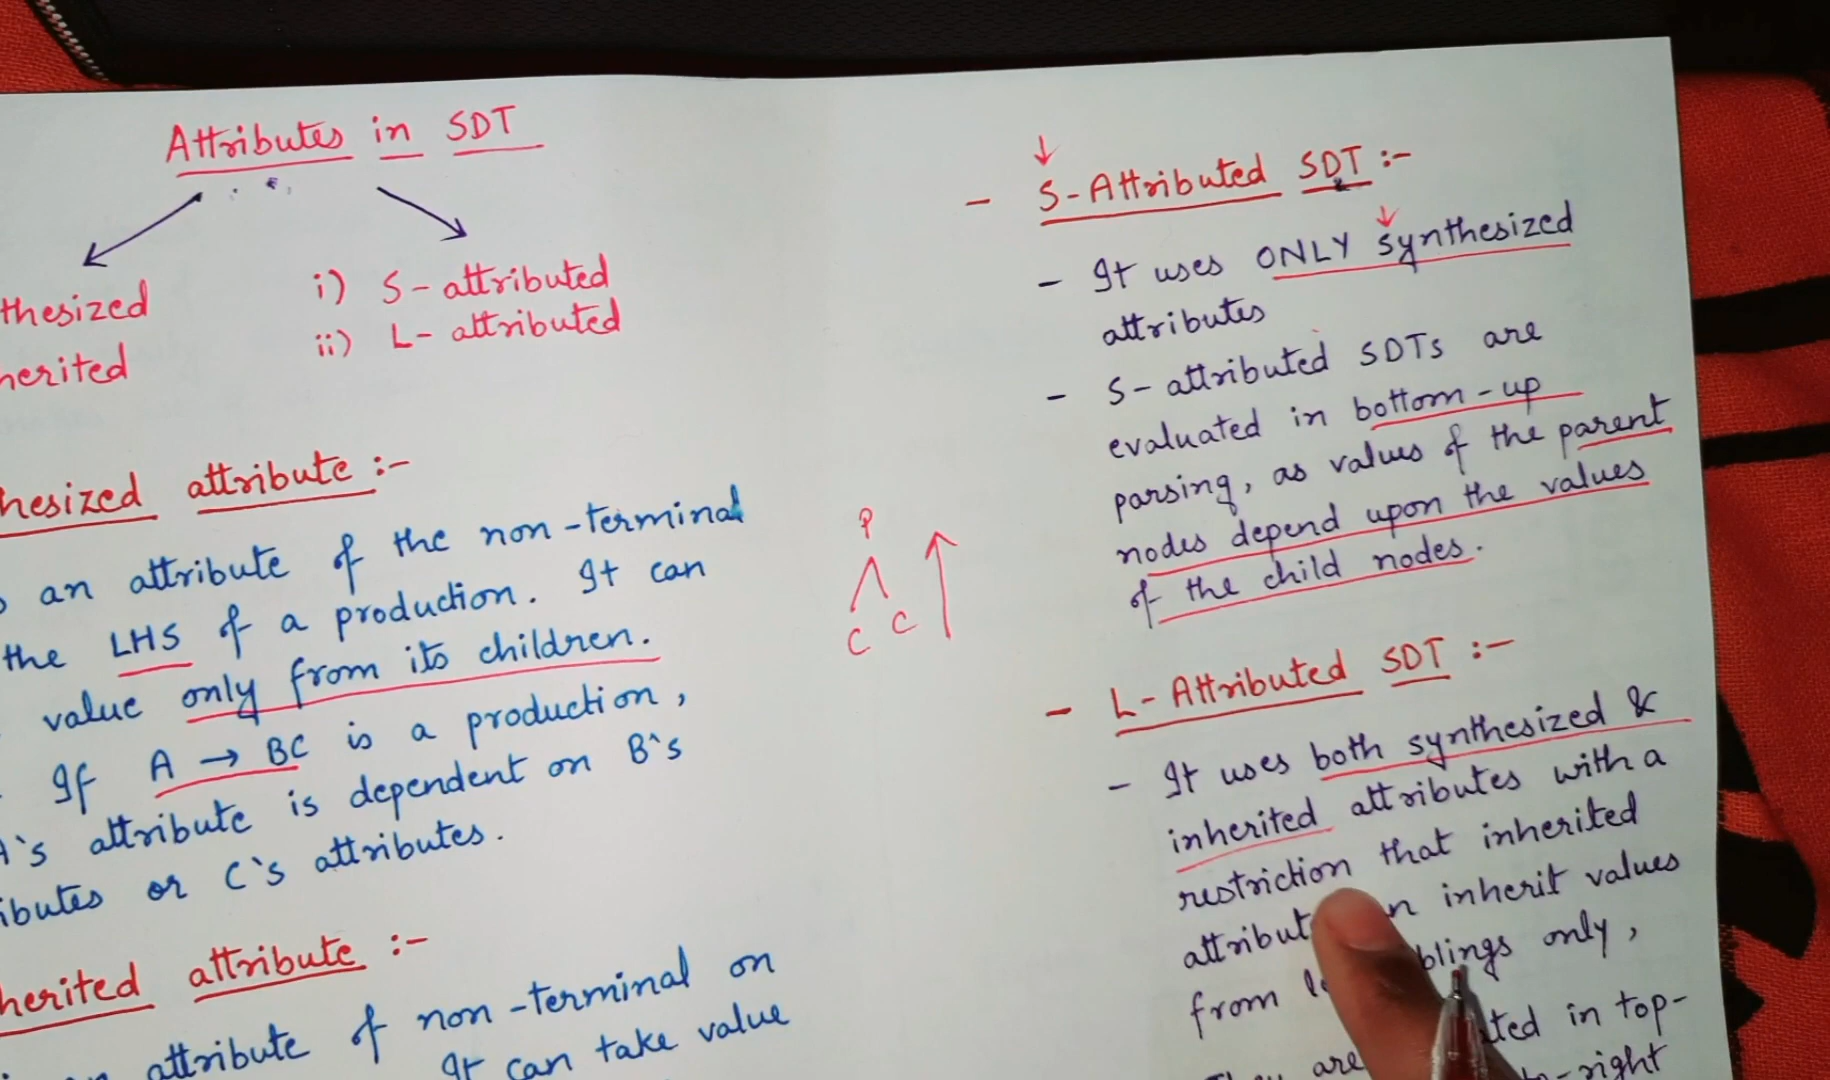 Attributes in SDT
thesized
herited
i) S - attributed
ii) L - attributed
hesized attribute :-
an attribute of the non-terminal
the LHS of a production. It can
value only from its children.
If A → BC is a production,
A's attribute is dependent on B's
ibutes or C's attributes.
herited attribute :-
attribute of non-terminal on
It can take value
P
C C
- S-Attributed SDT :-
- It uses ONLY synthesized
attributes
- S-attributed SDTs are
evaluated in bottom-up
parsing, as values of the parent
nodes depend upon the values
of the child nodes.
- L-Attributed SDT :-
- It uses both synthesized &
inherited attributes with a
restriction that inherited
attribut n inherit values
from blings only,
are ted in top-
-right